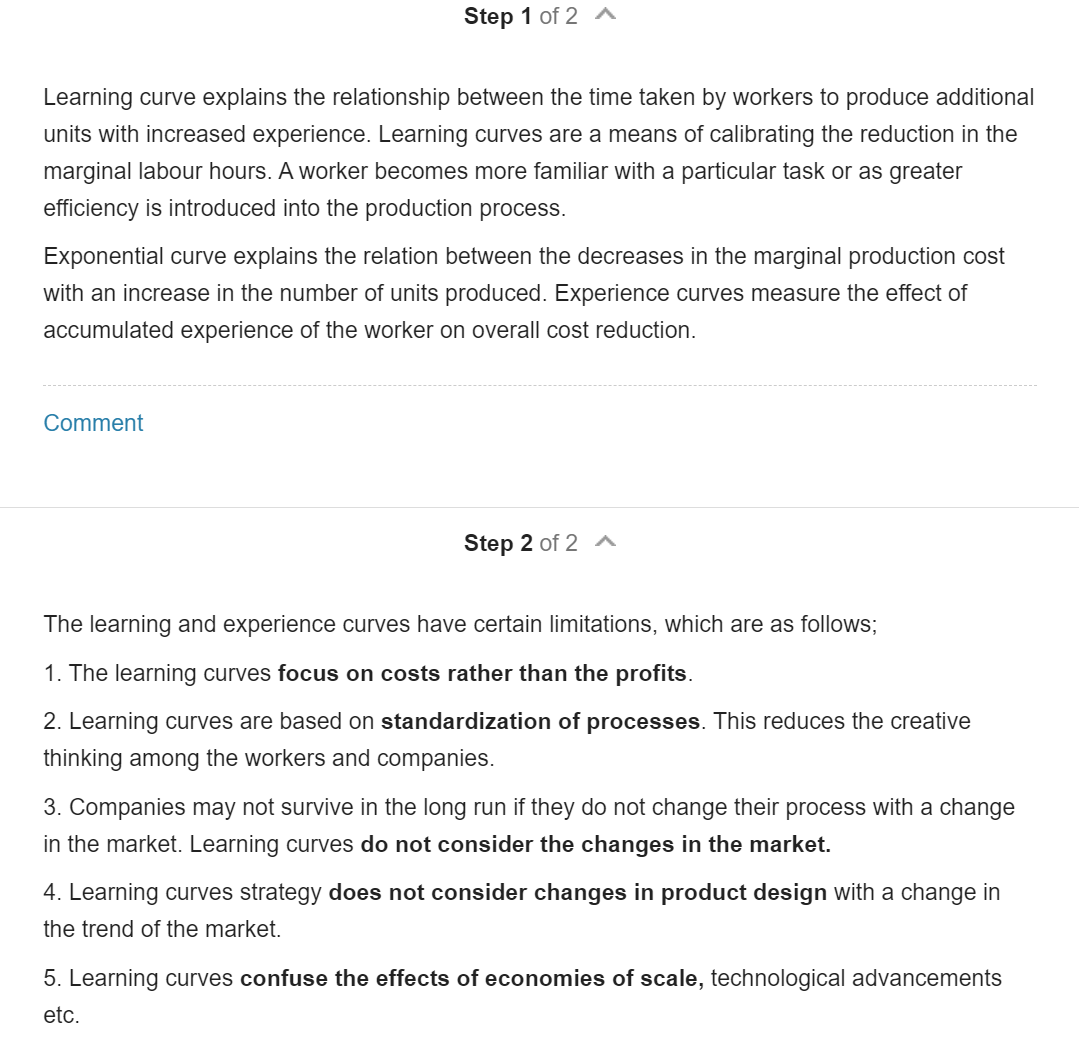 Step 1 of 2
Learning curve explains the relationship between the time taken by workers to produce additional
units with increased experience. Learning curves are a means of calibrating the reduction in the
marginal labour hours. A worker becomes more familiar with a particular task or as greater
efficiency is introduced into the production process.
Exponential curve explains the relation between the decreases in the marginal production cost
with an increase in the number of units produced. Experience curves measure the effect of
accumulated experience of the worker on overall cost reduction.
Comment
Step 2 of 2
The learning and experience curves have certain limitations, which are as follows;
1. The learning curves focus on costs rather than the profits.
2. Learning curves are based on standardization of processes. This reduces the creative
thinking among the workers and companies.
3. Companies may not survive in the long run if they do not change their process with a change
in the market. Learning curves do not consider the changes in the market.
4. Learning curves strategy does not consider changes in product design with a change in
the trend of the market.
5. Learning curves confuse the effects of economies of scale, technological advancements
etc.